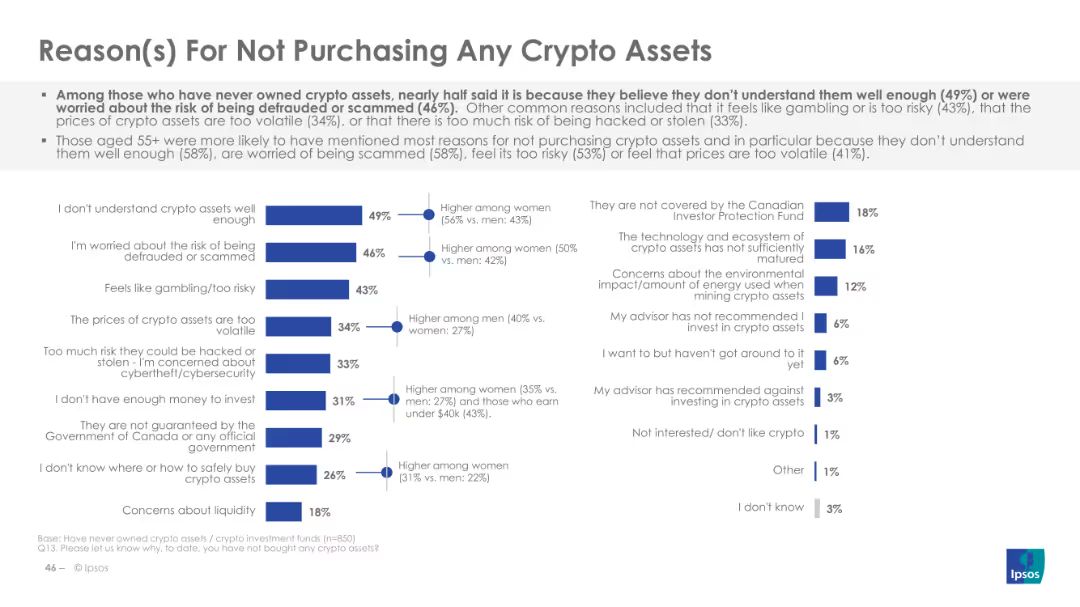 Reason(s) For Not Purchasing Any Crypto Assets
▪ Among those who have never owned crypto assets, nearly half said it is because they believe they don't understand them well enough (49%) or were
worried about the risk of being defrauded or scammed (46%). Other common reasons included that it feels like gambling or is too risky (43%), that the
prices of crypto assets are too volatile (34%), or that there is too much risk of being hacked or stolen (33%).
▪ Those aged 55+ were more likely to have mentioned most reasons for not purchasing crypto assets and in particular because they don't understand
them well enough (58%), are worried of being scammed (58%), feel its too risky (53%) or feel that prices are too volatile (41%).
I don't understand crypto assets well
enough
49%
Higher among women
(56% vs. men: 43%)
I'm worried about the risk of being
defrauded or scammed
46%
Higher among women (50%
vs. men: 42%)
Feels like gambling/too risky
43%
The prices of crypto assets are too
volatile
34%
Higher among men (40% vs.
women: 27%)
Too much risk they could be hacked or
stolen - I'm concerned about
cybertheft/cybersecurity
33%
I don't have enough money to invest
31%
Higher among women (35% vs.
men: 27%) and those who earn
under $40k (43%).
They are not guaranteed by the
Government of Canada or any official
government
29%
I don't know where or how to safely buy
crypto assets
26%
Higher among women
(31% vs. men: 22%)
Concerns about liquidity
18%
They are not covered by the Canadian
Investor Protection Fund
18%
The technology and ecosystem of
crypto assets has not sufficiently
matured
16%
Concerns about the environmental
impact/amount of energy used when
mining crypto assets
12%
My advisor has not recommended I
invest in crypto assets
6%
I want to but haven't got around to it
yet
6%
My advisor has recommended against
investing in crypto assets
3%
Not interested/ don't like crypto
1%
Other
1%
I don't know
3%
Base: Have never owned crypto assets / crypto investment funds (n=850)
Q13. Please let us know why, to-date, you have not bought any crypto assets?
46 – © Ipsos
Ipsos